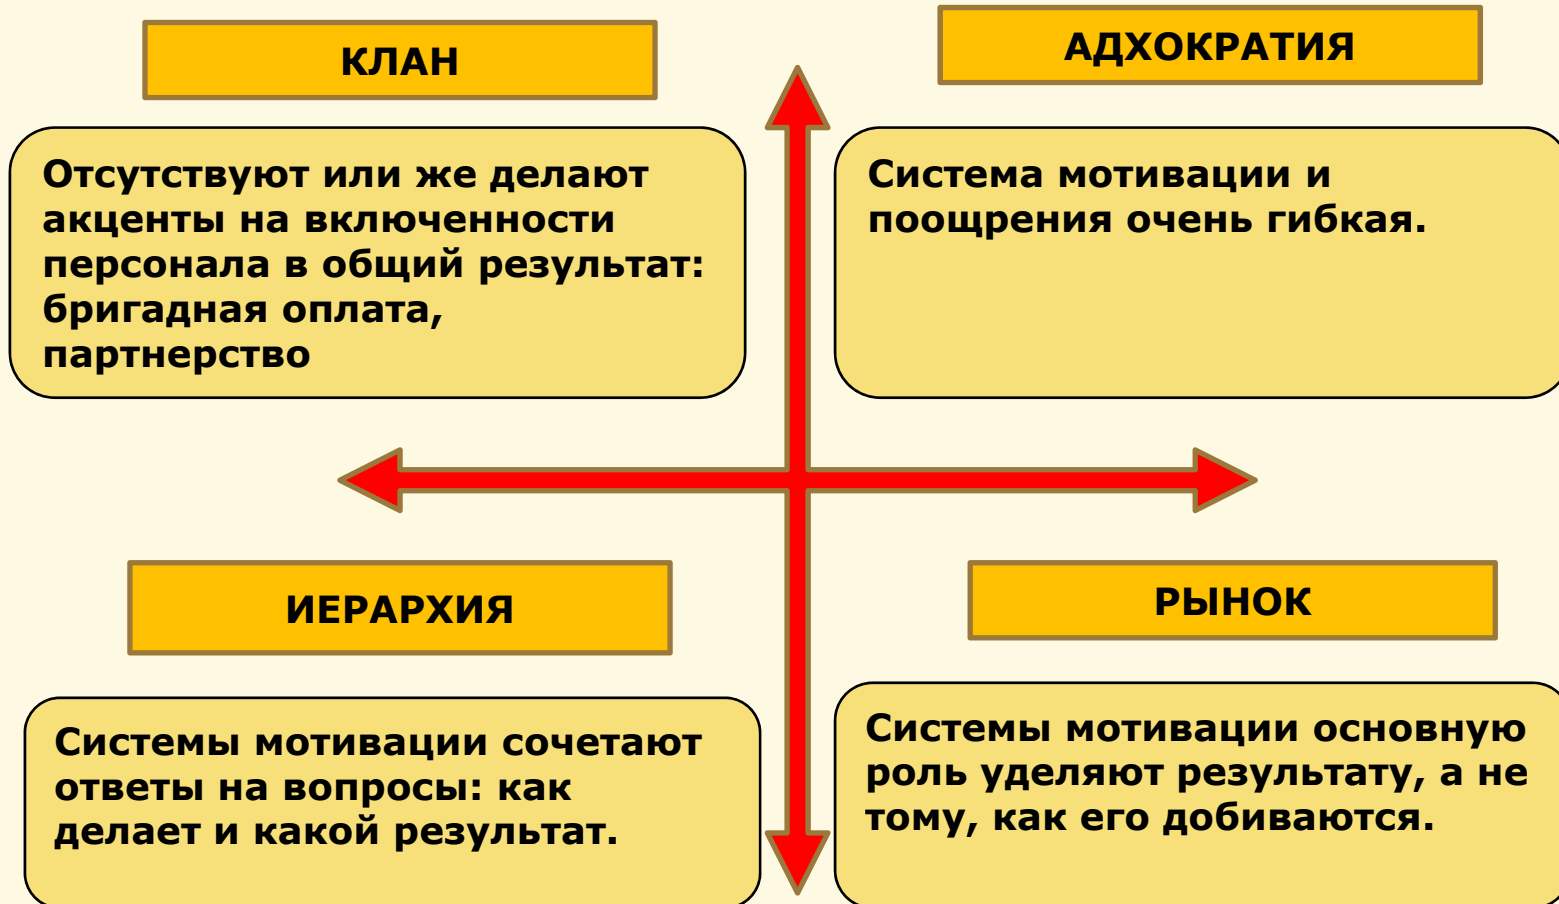 КЛАН
Отсутствуют или же делают
акценты на включенности
персонала в общий результат:
бригадная оплата,
партнерство
АДХОКРАТИЯ
Система мотивации и
поощрения очень гибкая.
ИЕРАРХИЯ
Системы мотивации сочетают
ответы на вопросы: как
делает и какой результат.
РЫНОК
Системы мотивации основную
роль уделяют результату, а не
тому, как его добиваются.